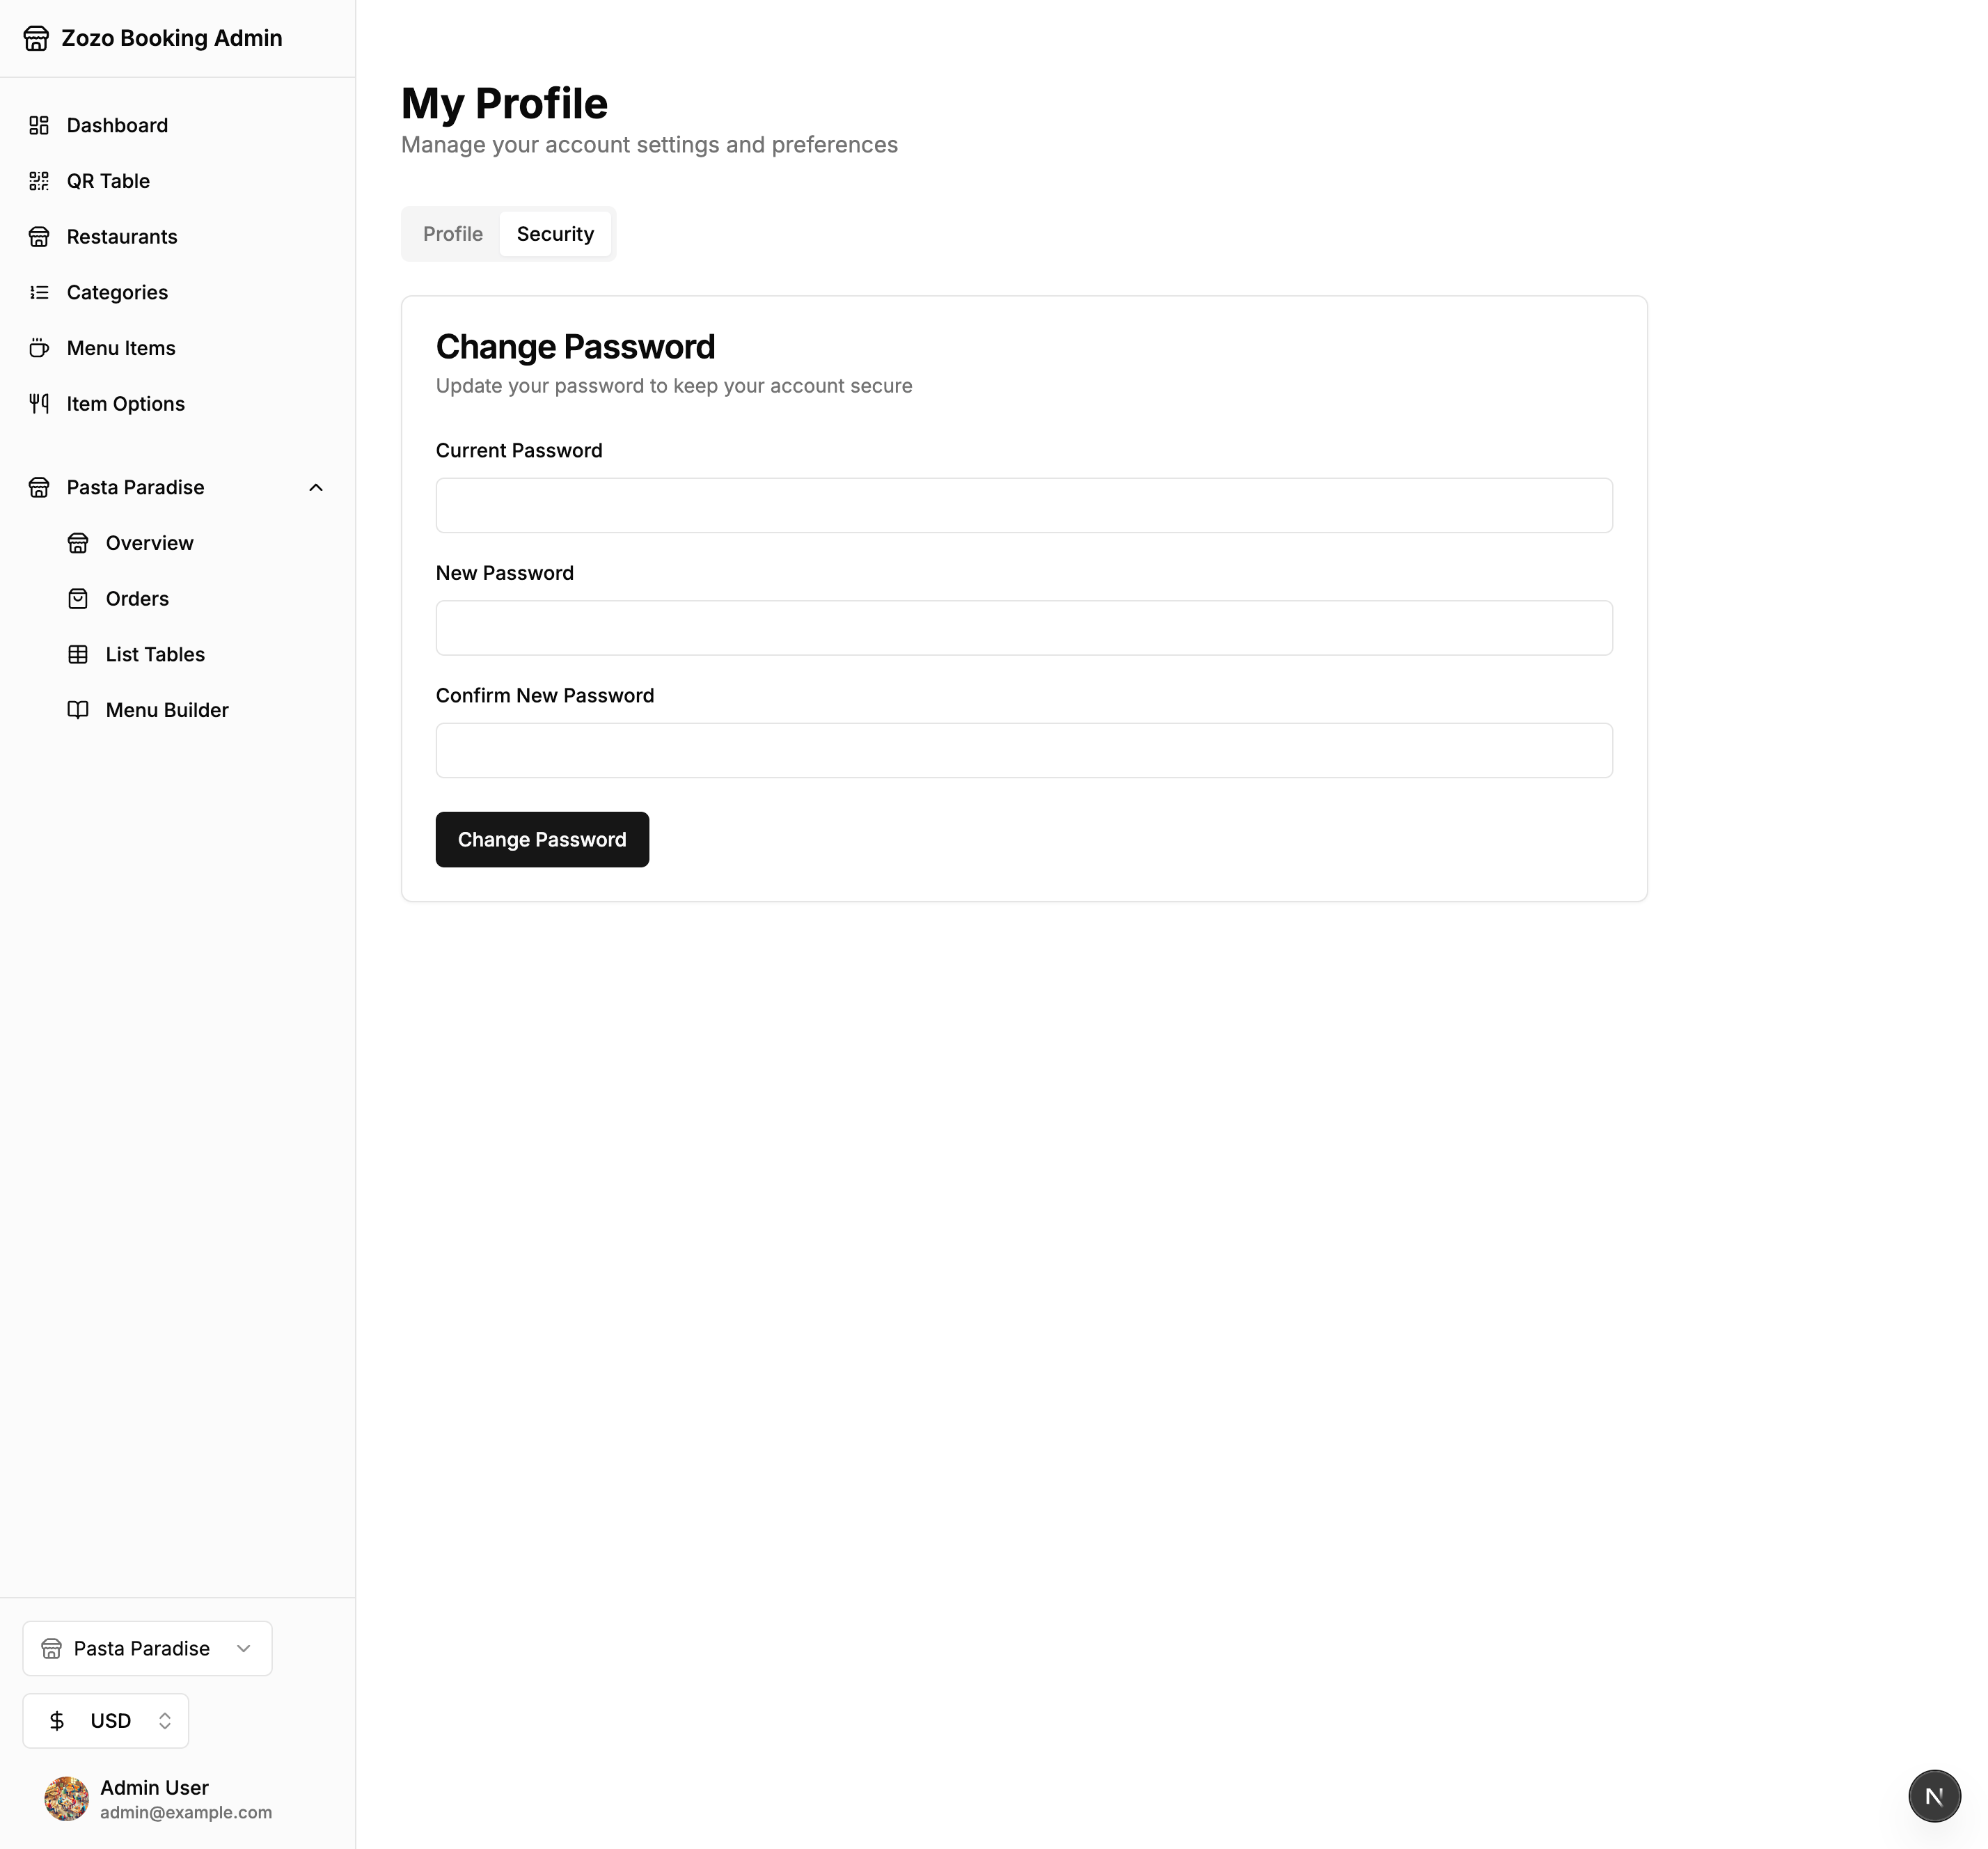 Zozo Booking Admin
Dashboard
QR Table
Restaurants
Categories
Menu Items
Item Options
Pasta Paradise
Overview
Orders
List Tables
Menu Builder
Pasta Paradise
$ USD
Admin User
admin@example.com
My Profile
Manage your account settings and preferences
Profile Security
Change Password
Update your password to keep your account secure
Current Password
New Password
Confirm New Password
Change Password
N